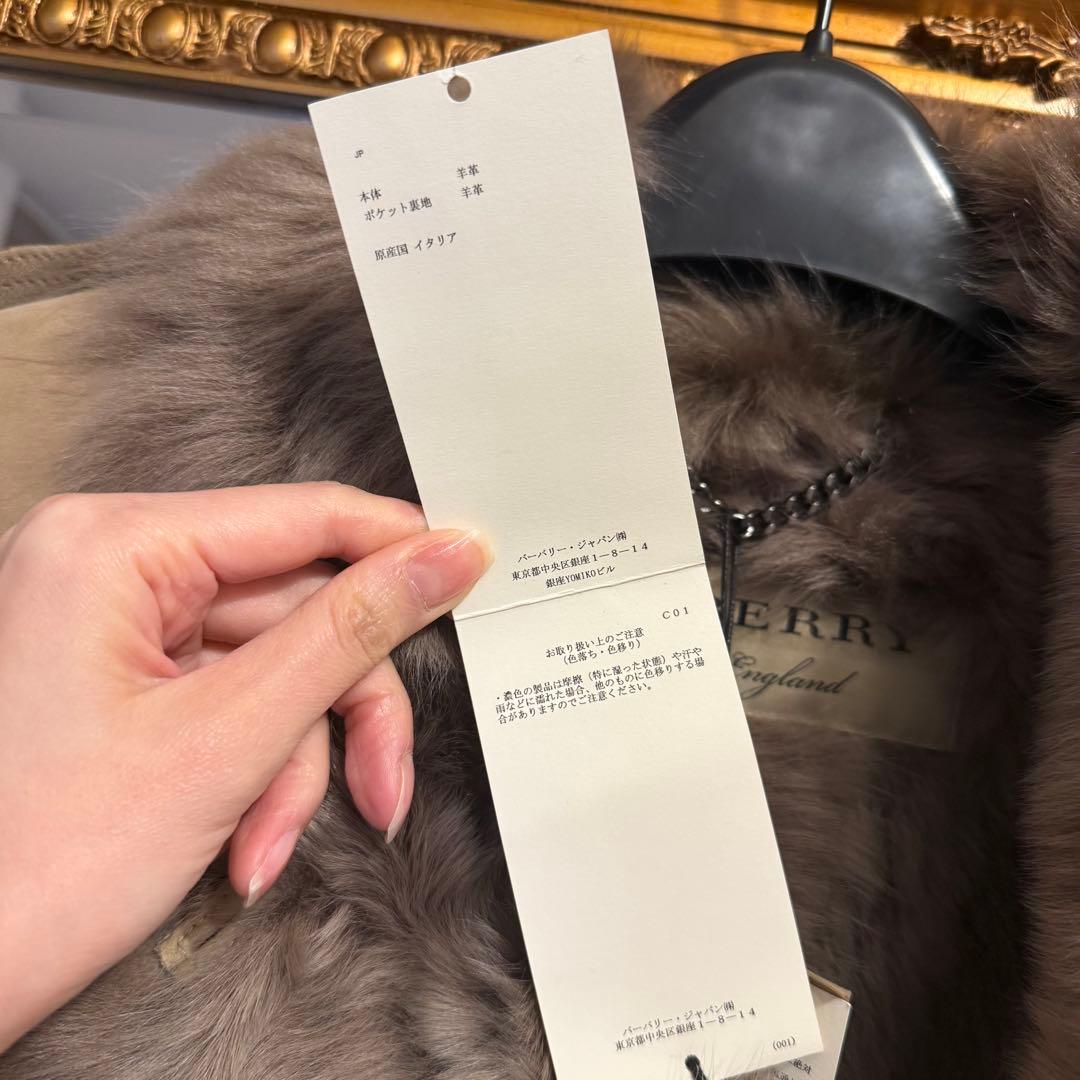 JP
本体 羊革
ポケット裏地 羊革
原産国 イタリア
バーバリー・ジャパン㈱
東京都中央区銀座1-8-14
銀座YOMIKOビル
C01
お取り扱い上のご注意
(色落ち・色移り)
・濃色の製品は摩擦(特に湿った状態)や汗や
雨などに濡れた場合、他のものに色移りする場
合がありますのでご注意ください。
バーバリー・ジャパン㈱
東京都中央区銀座1-8-14
(001)
ERRY
England